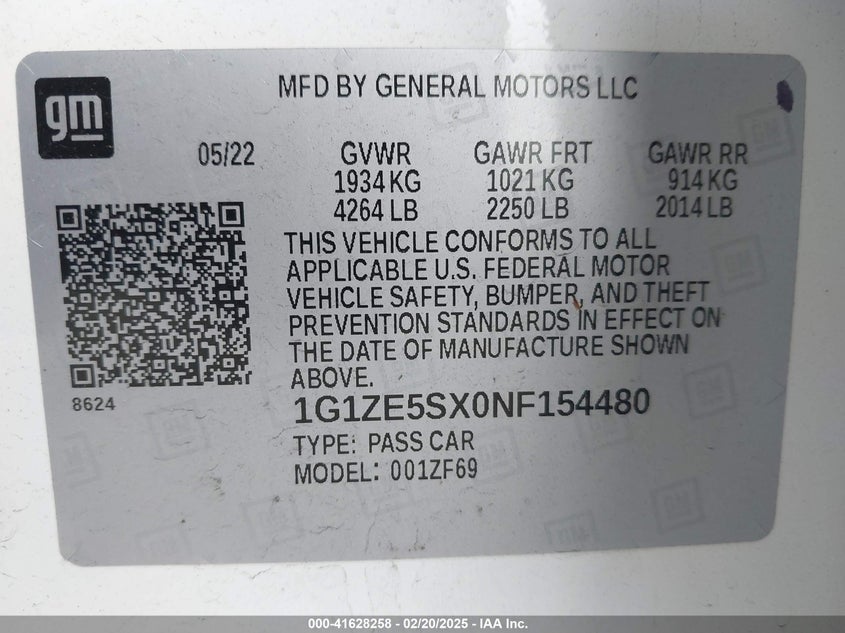 gm
MFD BY GENERAL MOTORS LLC
05/22 GVWR GAWR FRT GAWR RR
1934 KG 1021 KG 914 KG
4264 LB 2250 LB 2014 LB
THIS VEHICLE CONFORMS TO ALL
APPLICABLE U.S. FEDERAL MOTOR
VEHICLE SAFETY, BUMPER, AND THEFT
PREVENTION STANDARDS IN EFFECT ON
THE DATE OF MANUFACTURE SHOWN
ABOVE.
8624
1G1ZE5SX0NF154480
TYPE: PASS CAR
MODEL: 001ZF69
000-41628258 - 02/20/2025 - IAA Inc.